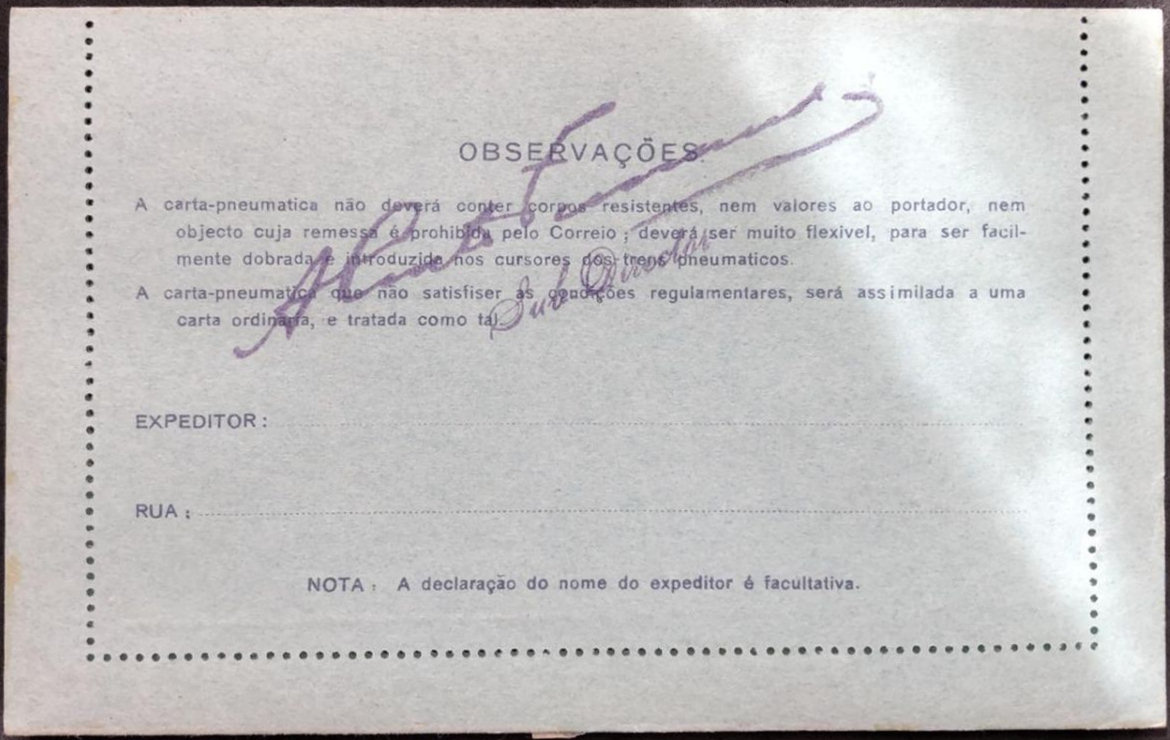 OBSERVAÇÕES.
A carta-pneumatica não deverá conter corpos resistentes, nem valores ao portador, nem
objecto cuja remessa é prohibida pelo Correio ; deverá ser muito flexivel, para ser facil-
mente dobrada e introduzida nos cursores dos trens pneumaticos.
A carta-pneumatica que não satisfiser as condições regulamentares, será assimilada a uma
carta ordinaria, e tratada como tal
Sub Director
EXPEDITOR :
RUA :
NOTA : A declaração do nome do expeditor é facultativa.